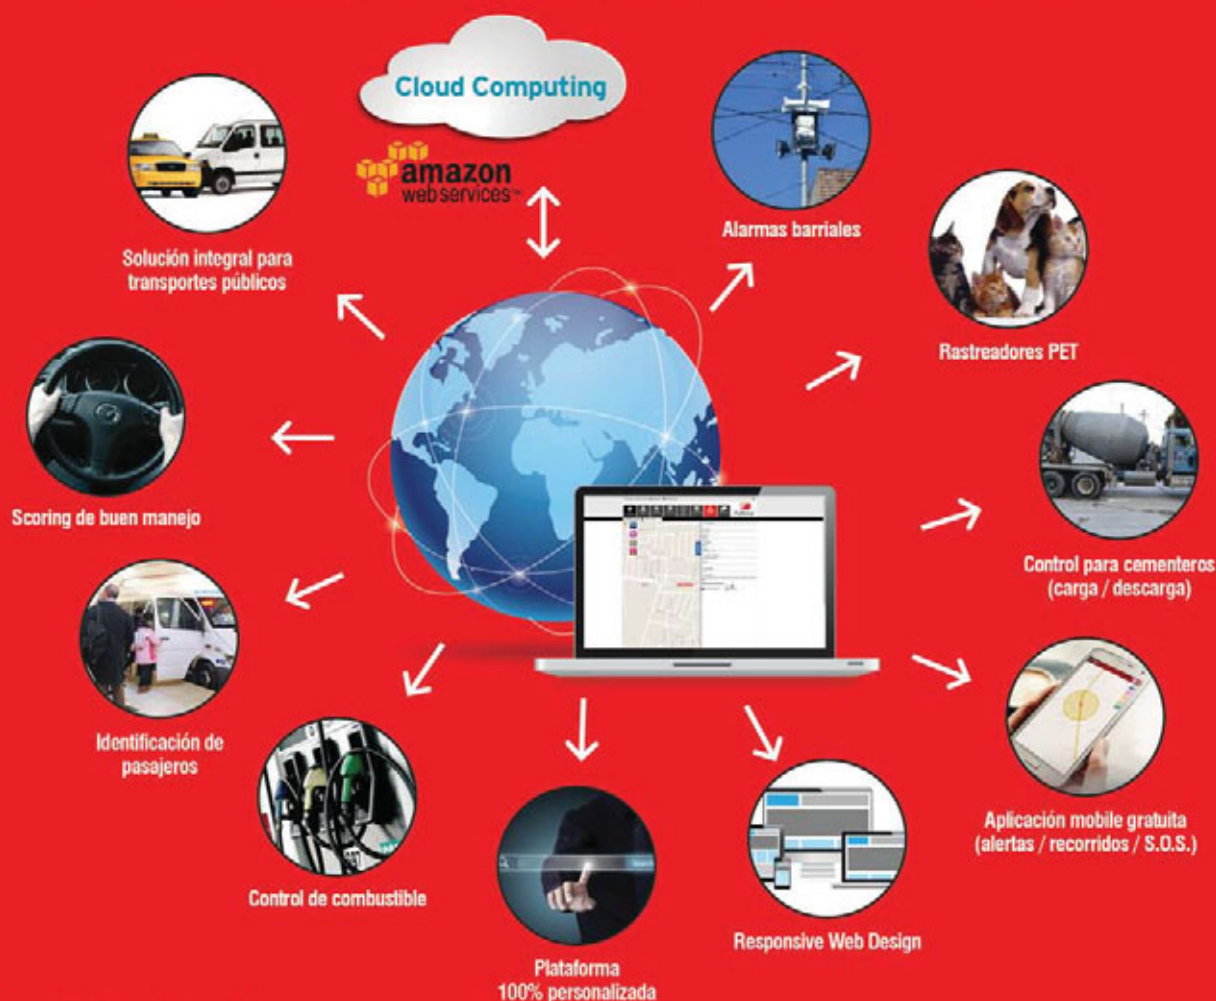 Cloud Computing
amazon
webservices™
Solución integral para
transportes públicos
Alarmas barriales
Rastreadores PET
Scoring de buen manejo
Control para cementeros
(carga / descarga)
Identificación de
pasajeros
Aplicación mobile gratuita
(alertas / recorridos / S.O.S.)
Control de combustible
Responsive Web Design
Plataforma
100% personalizada